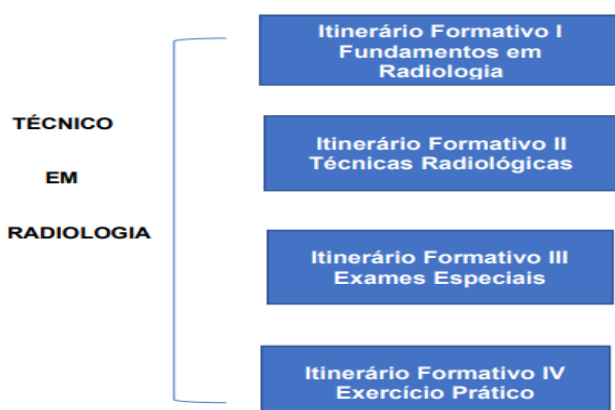 TÉCNICO
EM
RADIOLOGIA
Itinerário Formativo I
Fundamentos em
Radiologia
Itinerário Formativo II
Técnicas Radiológicas
Itinerário Formativo III
Exames Especiais
Itinerário Formativo IV
Exercício Prático